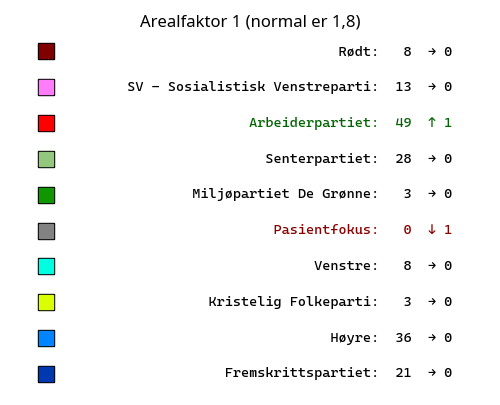 Arealfaktor 1 (normal er 1,8)
Rødt: 8 → 0
SV – Sosialistisk Venstreparti: 13 → 0
Arbeiderpartiet: 49 ↑ 1
Senterpartiet: 28 → 0
Miljøpartiet De Grønne: 3 → 0
Pasientfokus: 0 ↓ 1
Venstre: 8 → 0
Kristelig Folkeparti: 3 → 0
Høyre: 36 → 0
Fremskrittspartiet: 21 → 0